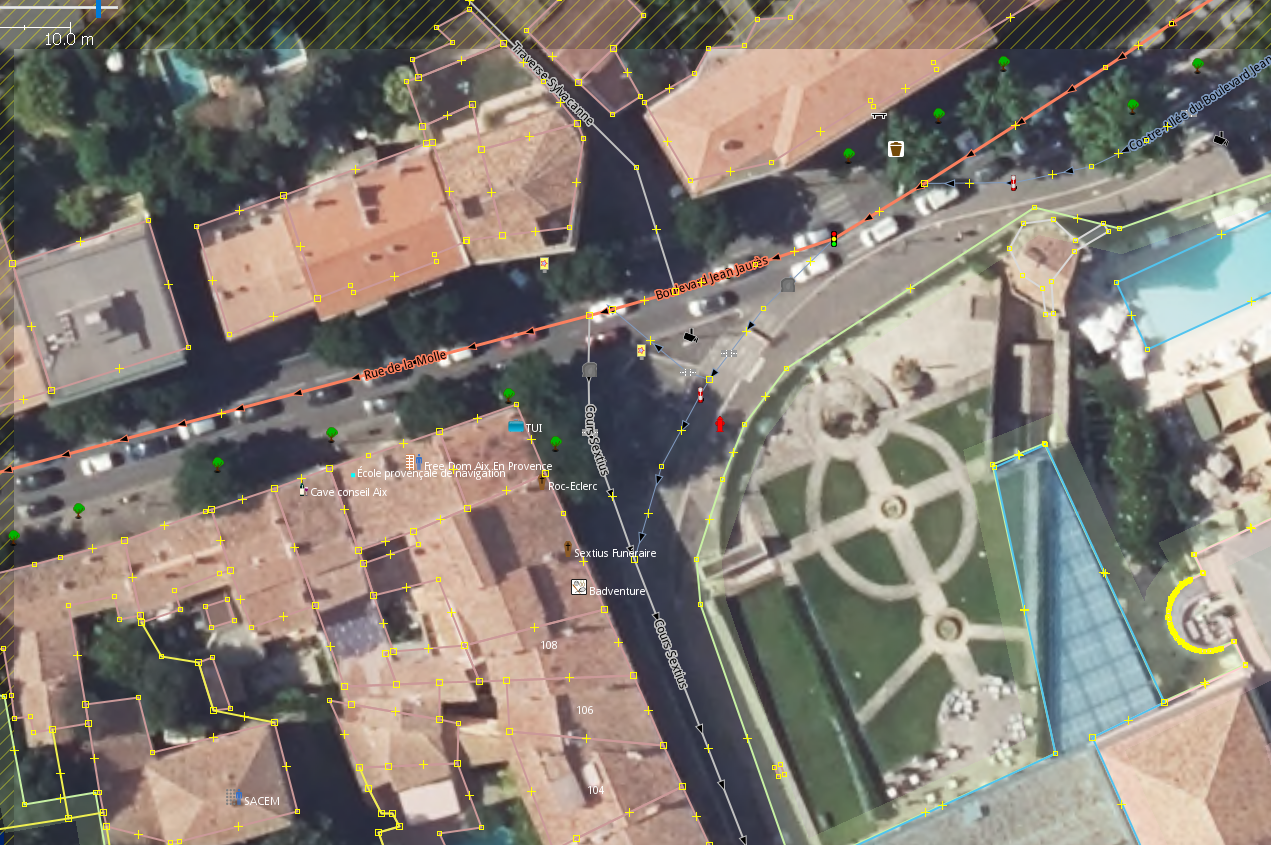 10.0 m
Traverse Sylvacanne
Contre-Allée du Boulevard Jean
Boulevard Jean Jaurès
Rue de la Molle
Cours Sextius
TUI
Free Dom Aix En Provence
École provençale de navigation
Cave conseil Aix
Roc-Eclerc
Sextius Funéraire
Badventure
Cours Sextius
108
106
104
SACEM